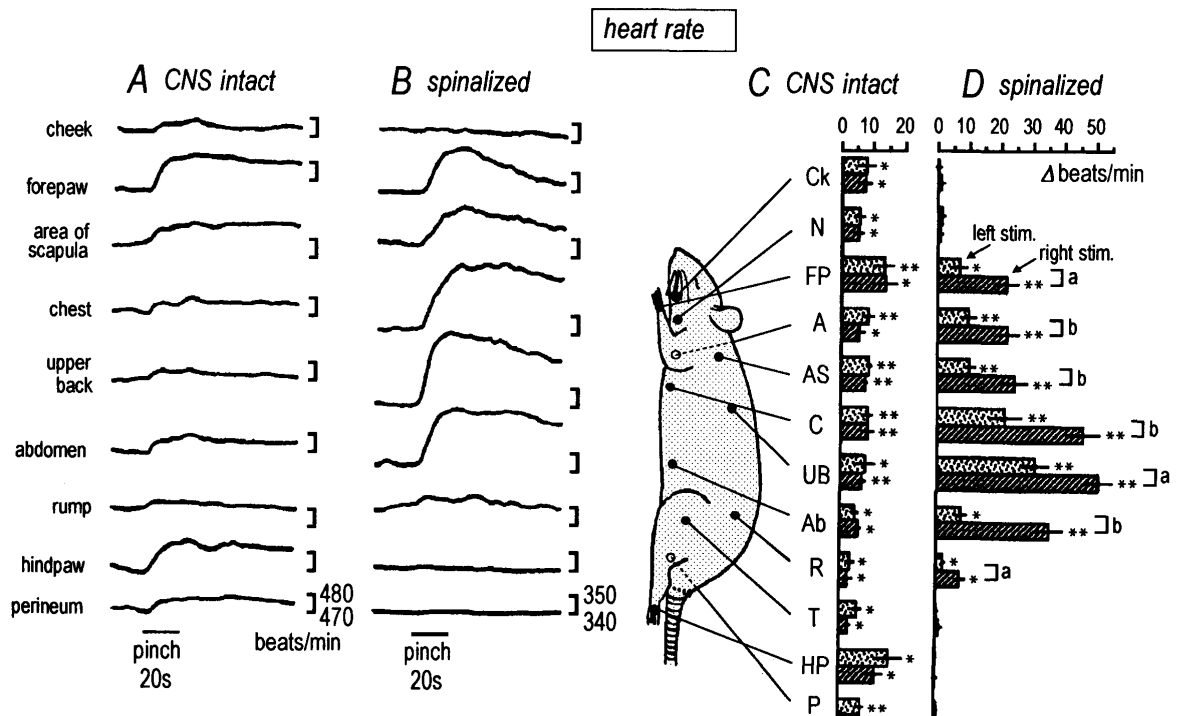 heart rate
A CNS intact
B spinalized
cheek
forepaw
area of
scapula
chest
upper
back
abdomen
rump
hindpaw
perineum
480
470
beats/min
350
340
pinch
20s
pinch
20s
C CNS intact
D spinalized
0 10 20
0 10 20 30 40 50
Δ beats/min
left stim.
right stim.
Ck * *
N * *
FP ** * * ** a
A ** * ** ** b
AS ** ** ** ** b
C ** ** ** ** b
UB * ** ** ** a
Ab * * * ** b
R * * * * a
T * *
HP * *
P **